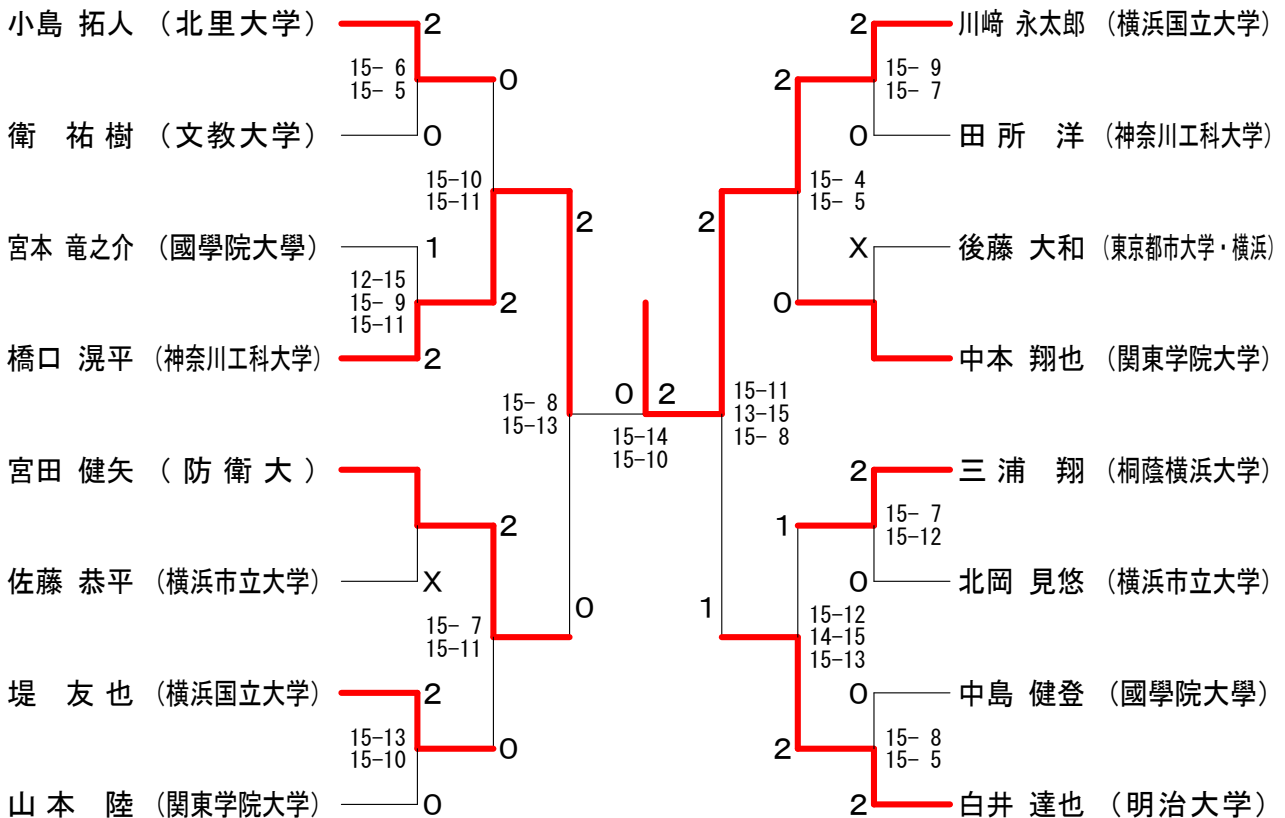 小島 拓人 (北里大学)
2
15- 6
15- 5
0
衛 祐樹 (文教大学)
0
15-10
15-11
2
宮本 竜之介 (國學院大學)
1
12-15
15- 9
15-11
2
橋口 滉平 (神奈川工科大学)
2
15- 8
15-13
宮田 健矢 (防衛大)
2
佐藤 恭平 (横浜市立大学)
X
15- 7
15-11
0
堤 友也 (横浜国立大学)
2
15-13
15-10
0
山本 陸 (関東学院大学)
0
0 2
15-14
15-10
2 川﨑 永太郎 (横浜国立大学)
2
15- 9
15- 7
0 田所 洋 (神奈川工科大学)
15- 4
15- 5
2
X 後藤 大和 (東京都市大学・横浜)
0
中本 翔也 (関東学院大学)
15-11
13-15
15- 8
2 三浦 翔 (桐蔭横浜大学)
1
15- 7
15-12
0 北岡 見悠 (横浜市立大学)
1
15-12
14-15
15-13
0 中島 健登 (國學院大學)
2
15- 8
15- 5
2 白井 達也 (明治大学)